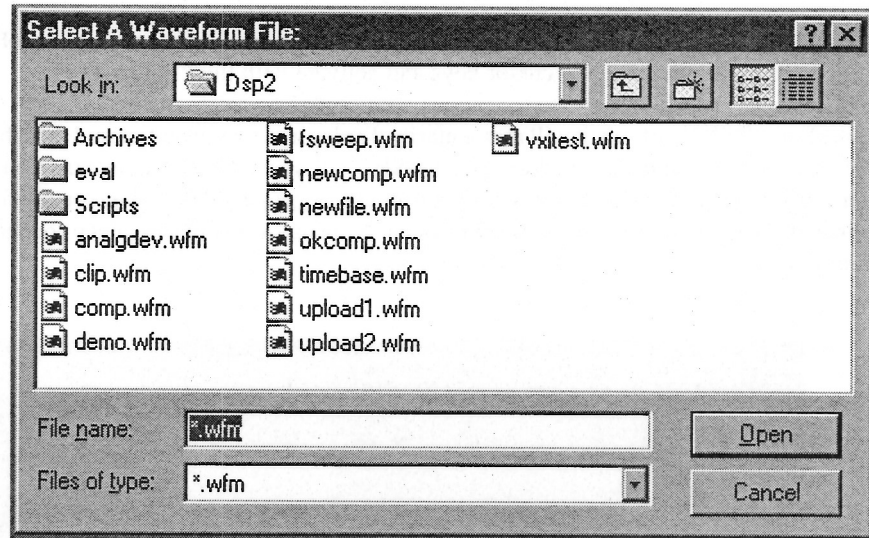 Select A Waveform File:
? ×
Look in: Dsp2
Archives
eval
Scripts
analgdev.wfm
clip.wfm
comp.wfm
demo.wfm
fsweep.wfm
newcomp.wfm
newfile.wfm
okcomp.wfm
timebase.wfm
upload1.wfm
upload2.wfm
vxitest.wfm
File name: *.wfm
Open
Files of type: *.wfm
Cancel